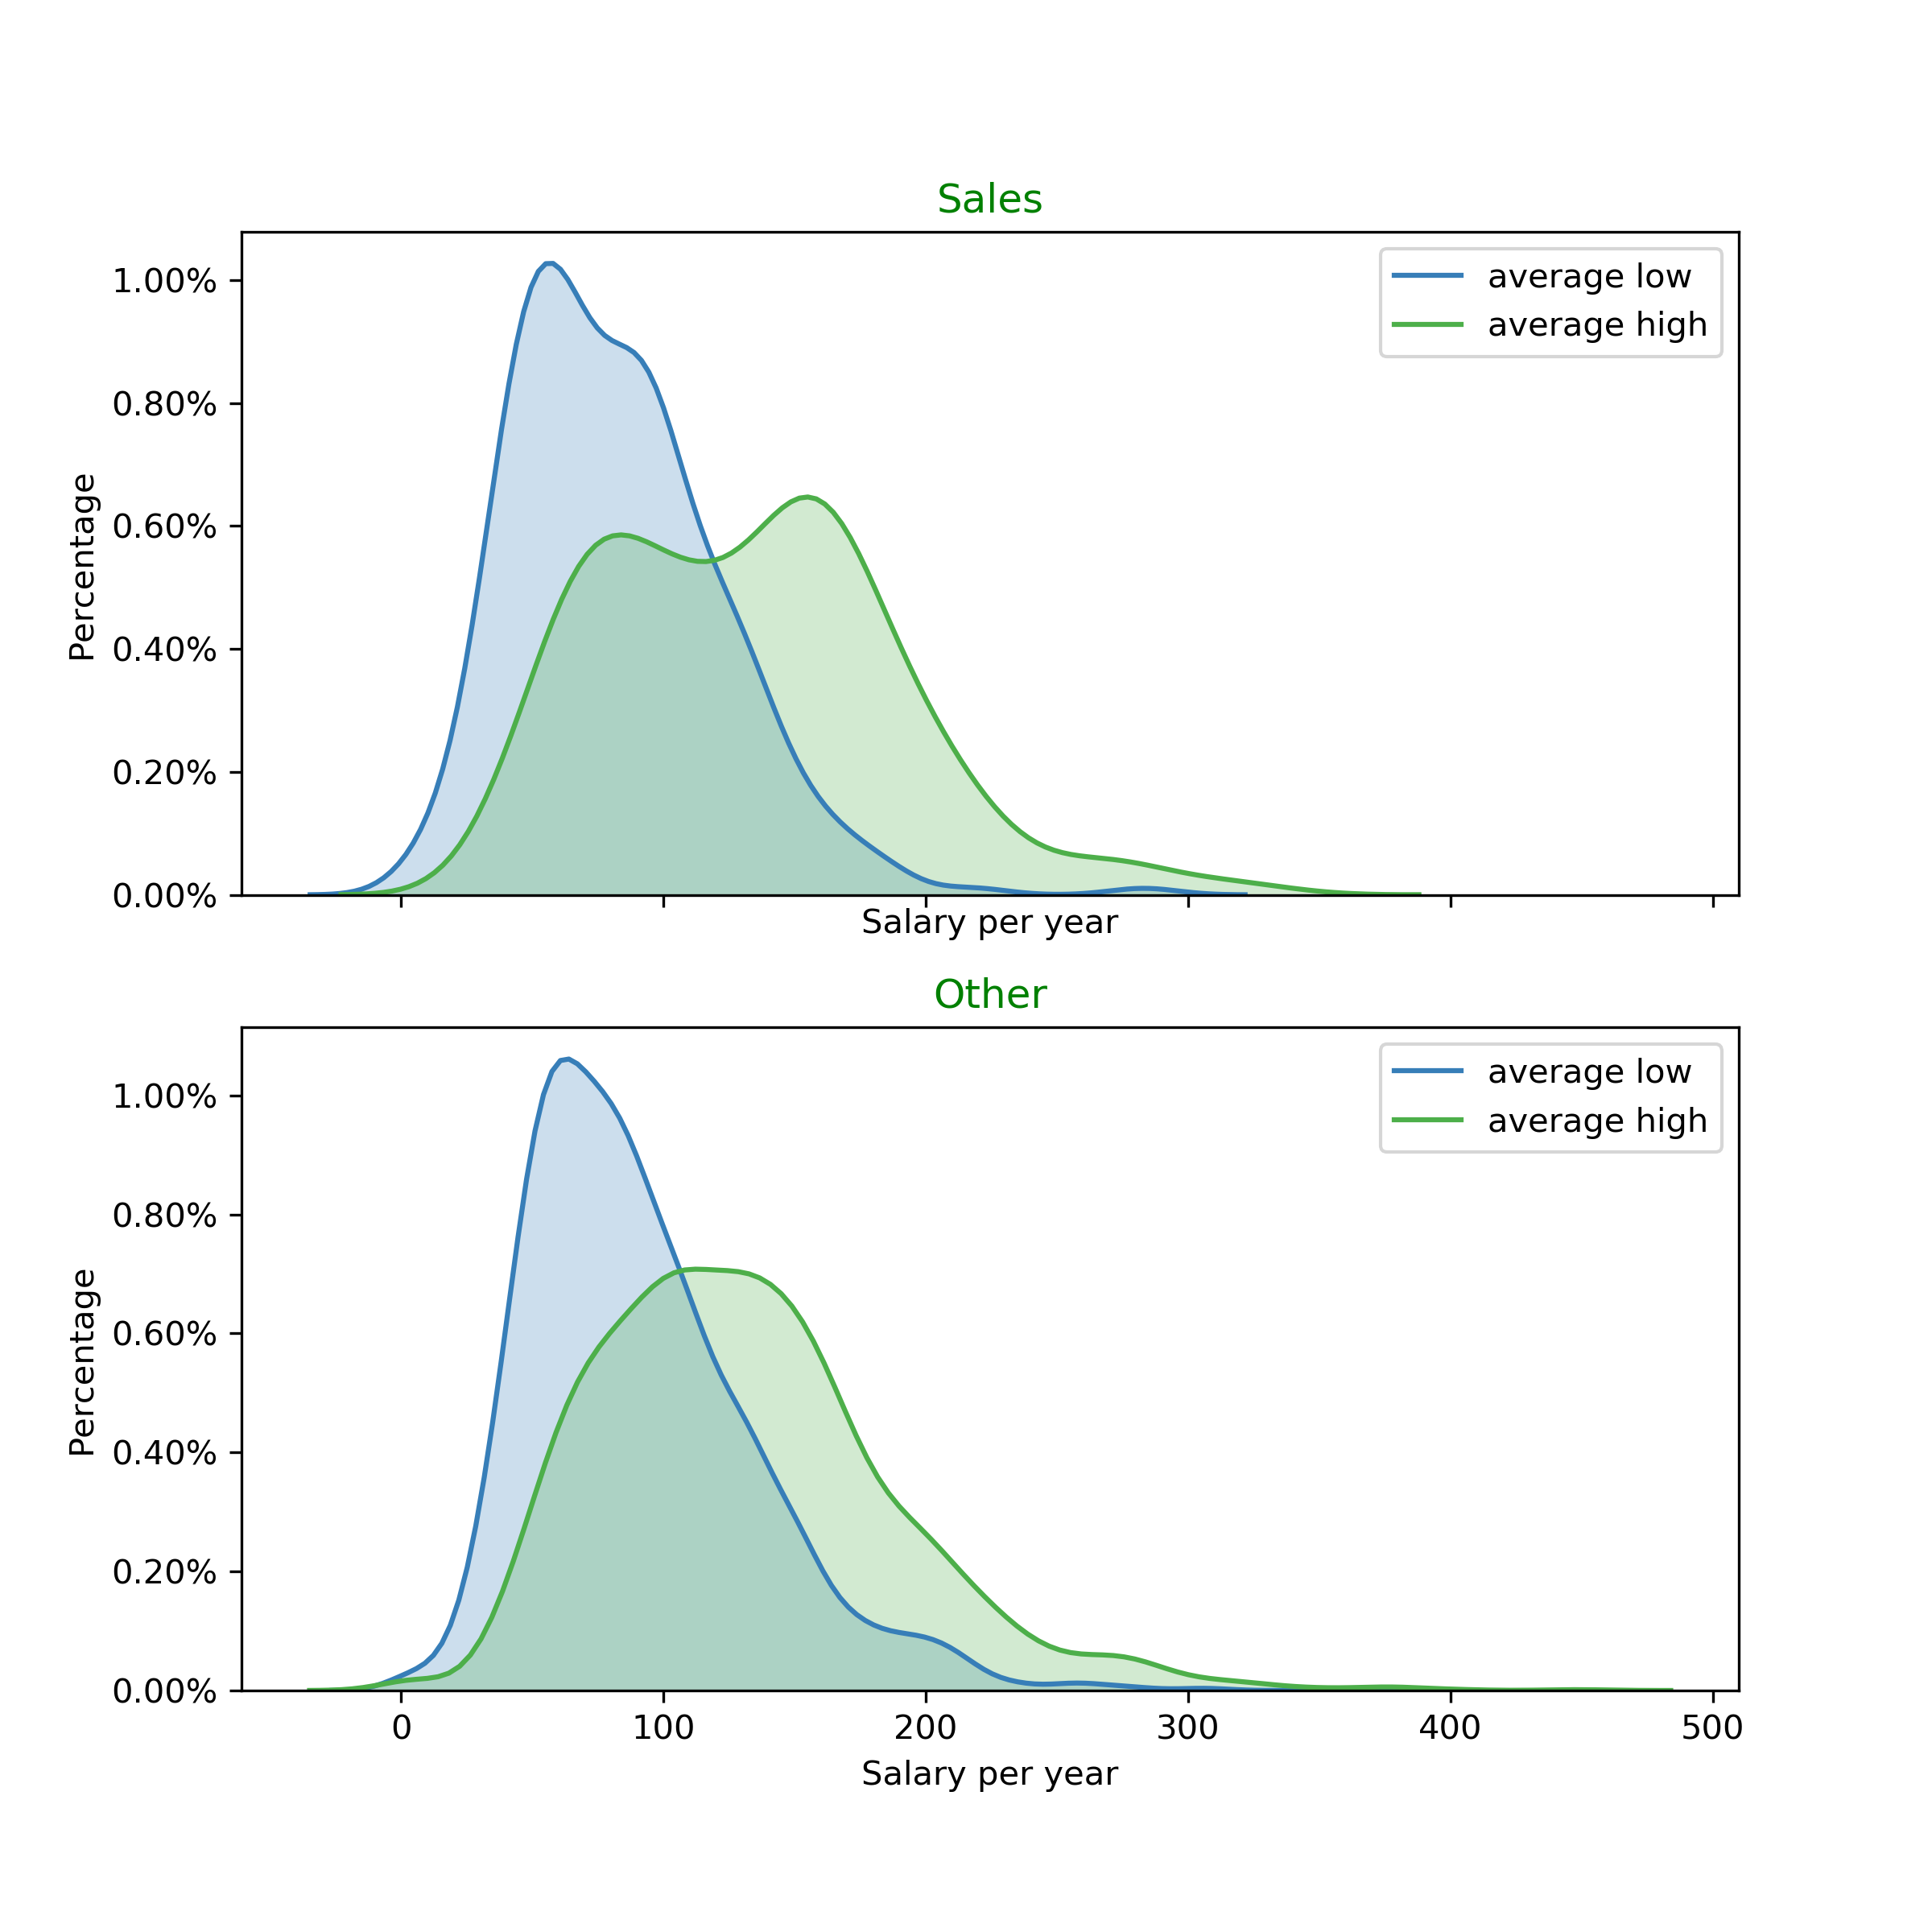 Sales
average low
average high
Percentage
1.00%
0.80%
0.60%
0.40%
0.20%
0.00%
Salary per year
Other
average low
average high
Percentage
1.00%
0.80%
0.60%
0.40%
0.20%
0.00%
0 100 200 300 400 500
Salary per year